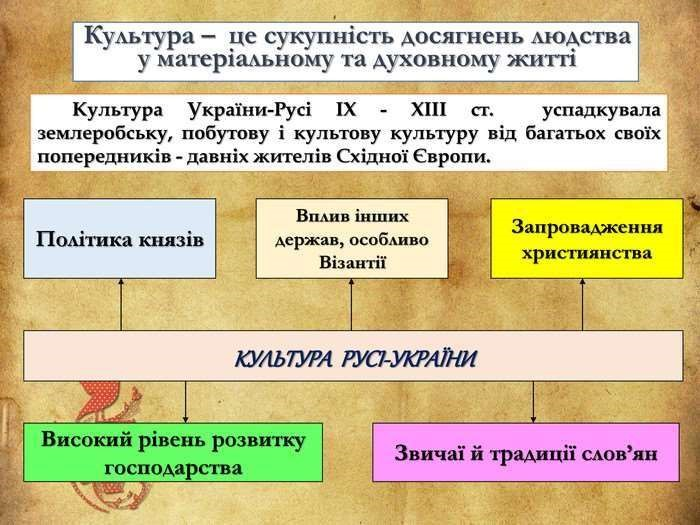 Культура – це сукупність досягнень людства
у матеріальному та духовному житті
Культура України-Русі IX - XIII ст. успадкувала
землеробську, побутову і культову культуру від багатьох своїх
попередників - давніх жителів Східної Європи.
Політика князів
Вплив інших
держав, особливо
Візантії
Запровадження
християнства
КУЛЬТУРА РУСІ-УКРАЇНИ
Високий рівень розвитку
господарства
Звичаї й традиції слов’ян